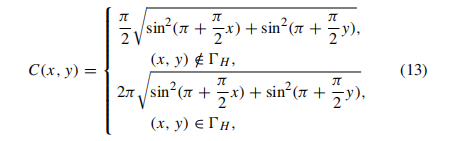 C(x, y) = { π/2 √(sin²(π + π/2 x) + sin²(π + π/2 y)),
(x, y) ∉ Γ_H,
2π √(sin²(π + π/2 x) + sin²(π + π/2 y)),
(x, y) ∈ Γ_H,
(13)